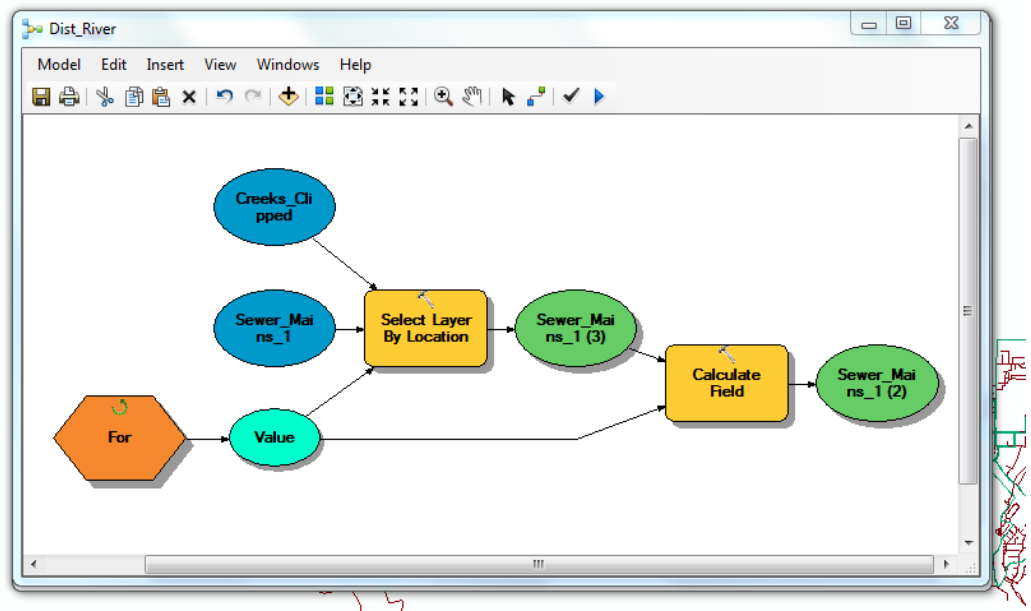 Dist_River
Model Edit Insert View Windows Help
Creeks_Cli
pped
Sewer_Mai
ns_1
Select Layer
By Location
Sewer_Mai
ns_1 (3)
Calculate
Field
Sewer_Mai
ns_1 (2)
For
Value